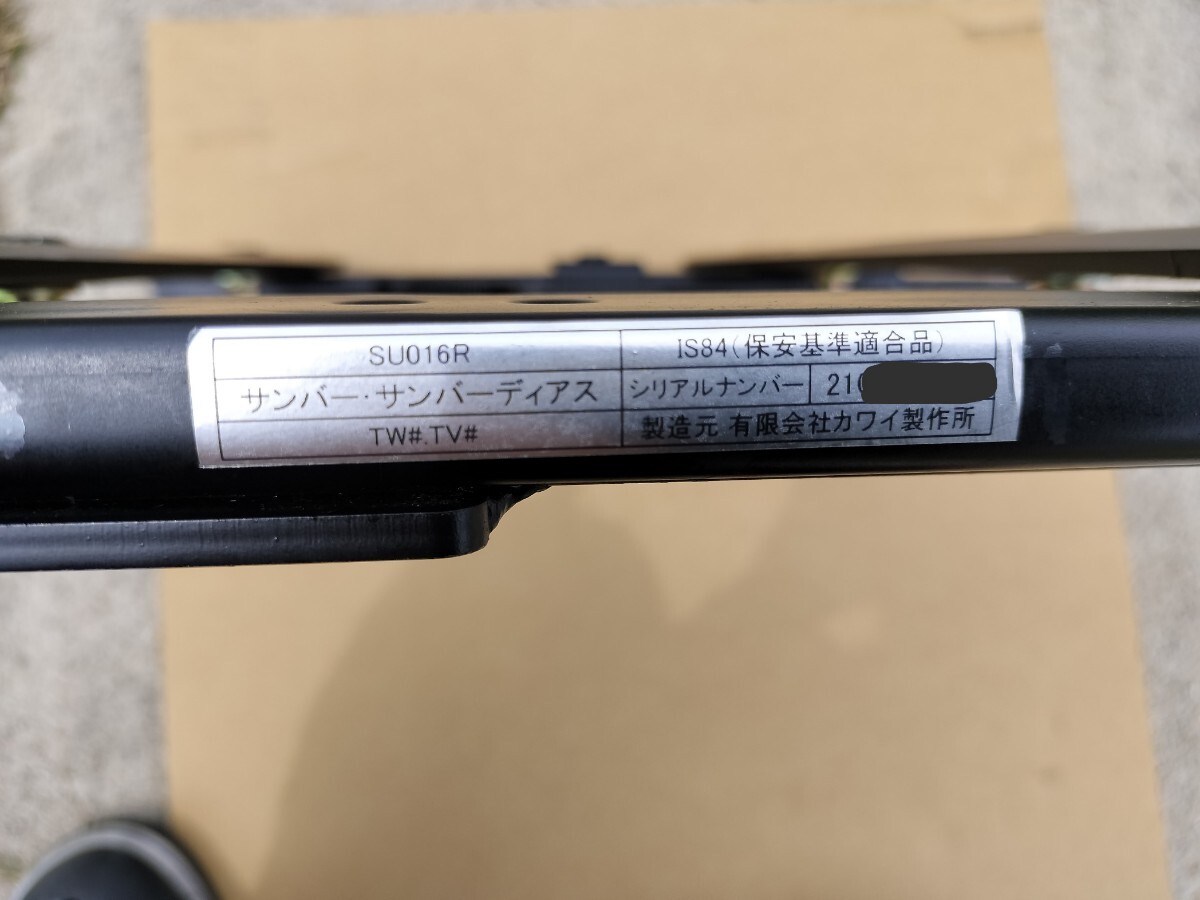 SU016R
IS84(保安基準適合品)
サンバー・サンバーディアス
シリアルナンバー 21
TW#.TV#
製造元 有限会社カワイ製作所